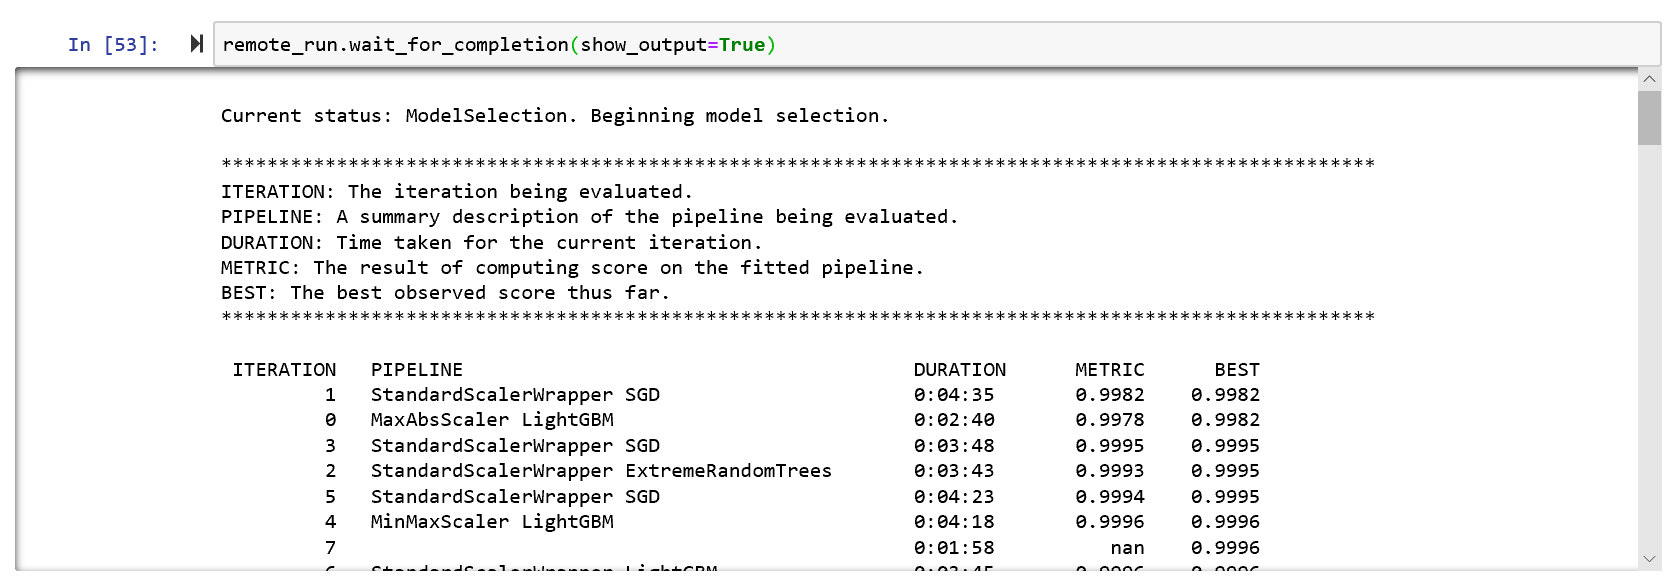 In [53]: remote_run.wait_for_completion(show_output=True)
Current status: ModelSelection. Beginning model selection.
****************************************************************************************************
ITERATION: The iteration being evaluated.
PIPELINE: A summary description of the pipeline being evaluated.
DURATION: Time taken for the current iteration.
METRIC: The result of computing score on the fitted pipeline.
BEST: The best observed score thus far.
****************************************************************************************************
ITERATION PIPELINE DURATION METRIC BEST
1 StandardScalerWrapper SGD 0:04:35 0.9982 0.9982
0 MaxAbsScaler LightGBM 0:02:40 0.9978 0.9982
3 StandardScalerWrapper SGD 0:03:48 0.9995 0.9995
2 StandardScalerWrapper ExtremeRandomTrees 0:03:43 0.9993 0.9995
5 StandardScalerWrapper SGD 0:04:23 0.9994 0.9995
4 MinMaxScaler LightGBM 0:04:18 0.9996 0.9996
7 0:01:58 nan 0.9996
StandardScalerWrapper LightGBM